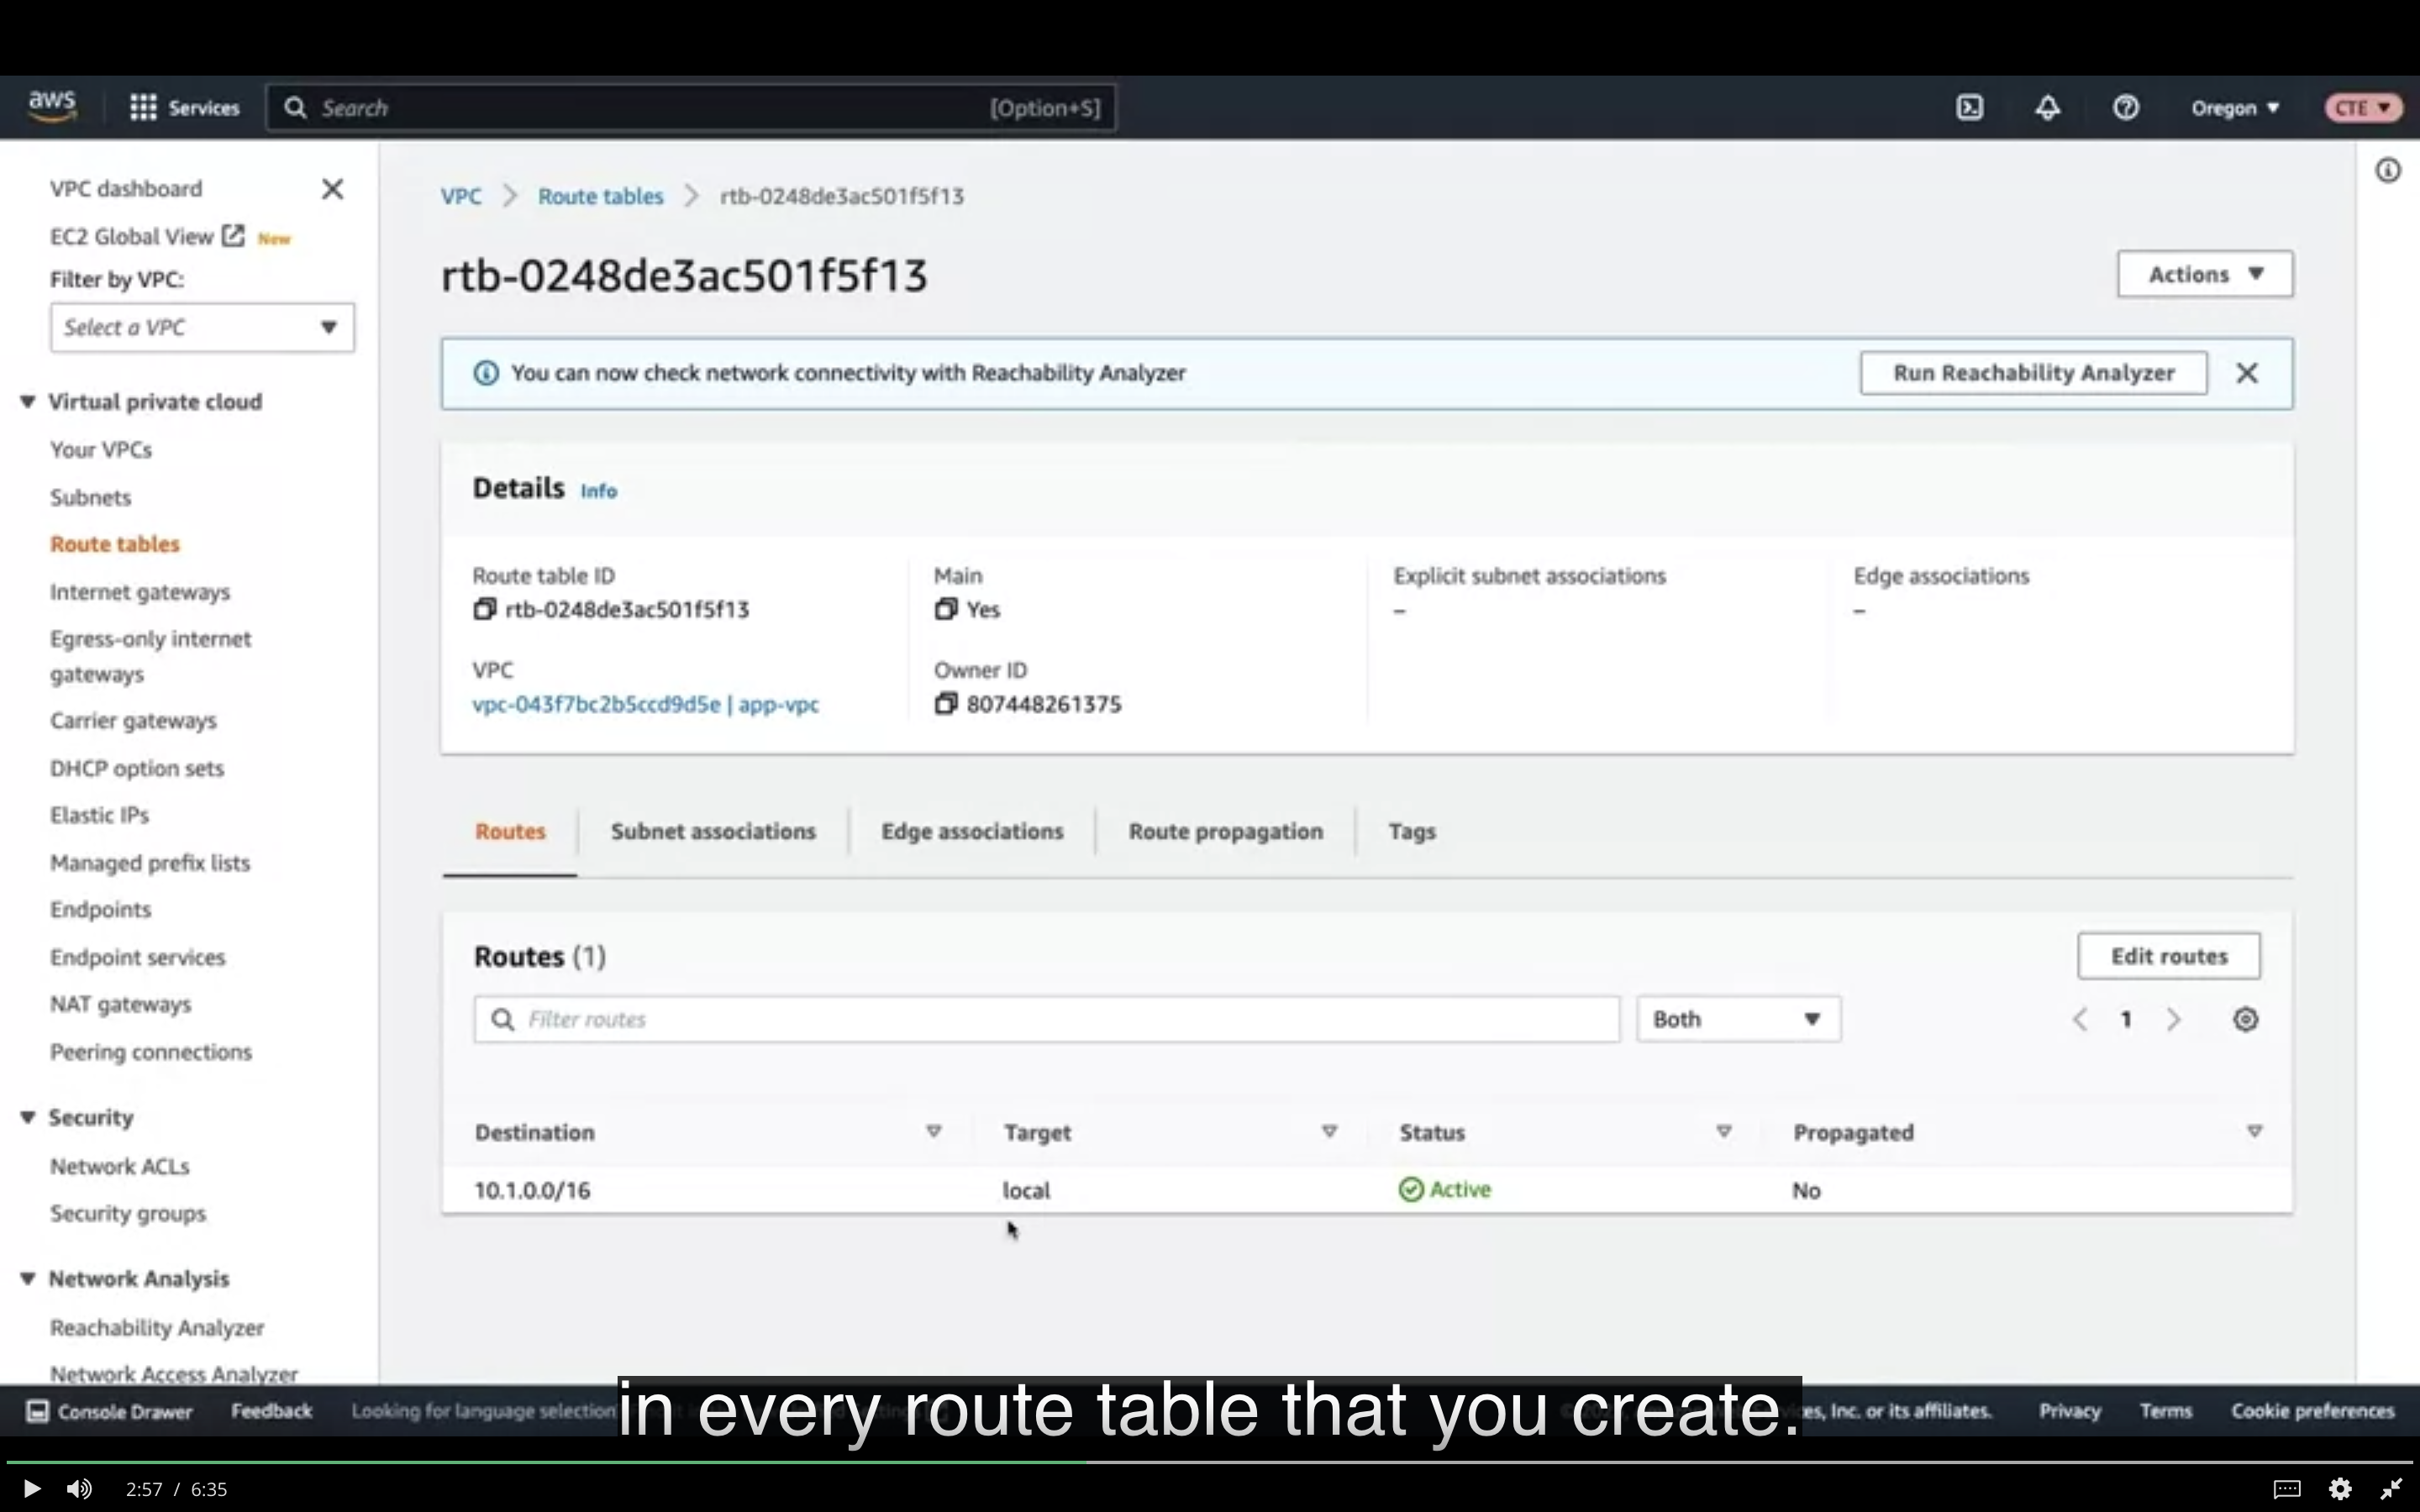 aws Services Search [Option+S] Oregon CTE
VPC dashboard
EC2 Global View New
Filter by VPC:
Select a VPC
Virtual private cloud
Your VPCs
Subnets
Route tables
Internet gateways
Egress-only internet
gateways
Carrier gateways
DHCP option sets
Elastic IPs
Managed prefix lists
Endpoints
Endpoint services
NAT gateways
Peering connections
Security
Network ACLs
Security groups
Network Analysis
Reachability Analyzer
Network Access Analyzer
VPC > Route tables > rtb-0248de3ac501f5f13
rtb-0248de3ac501f5f13
Actions
You can now check network connectivity with Reachability Analyzer
Run Reachability Analyzer
Details Info
Route table ID
rtb-0248de3ac501f5f13
Main
Yes
Explicit subnet associations
–
Edge associations
–
VPC
vpc-043f7bc2b5ccd9d5e | app-vpc
Owner ID
807448261375
Routes Subnet associations Edge associations Route propagation Tags
Routes (1)
Edit routes
Filter routes
Both
1
Destination Target Status Propagated
10.1.0.0/16 local Active No
Console Drawer Feedback Looking for language selection Inc. or its affiliates. Privacy Terms Cookie preferences
in every route table that you create.
2:57 / 6:35